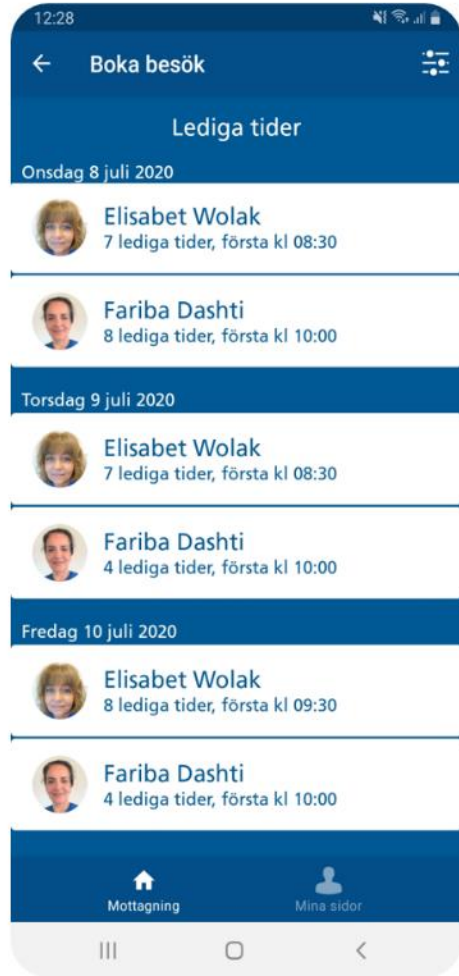 12:28
Boka besök
Lediga tider
Onsdag 8 juli 2020
Elisabet Wolak
7 lediga tider, första kl 08:30
Fariba Dashti
8 lediga tider, första kl 10:00
Torsdag 9 juli 2020
Elisabet Wolak
7 lediga tider, första kl 08:30
Fariba Dashti
4 lediga tider, första kl 10:00
Fredag 10 juli 2020
Elisabet Wolak
8 lediga tider, första kl 09:30
Fariba Dashti
4 lediga tider, första kl 10:00
Mottagning
Mina sidor